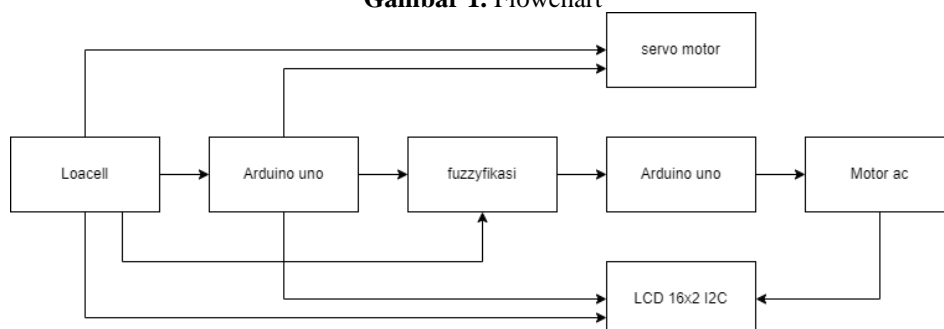 Gambar 1. Flowchart
servo motor
Loacell
Arduino uno
fuzzyfikasi
Arduino uno
Motor ac
LCD 16x2 I2C